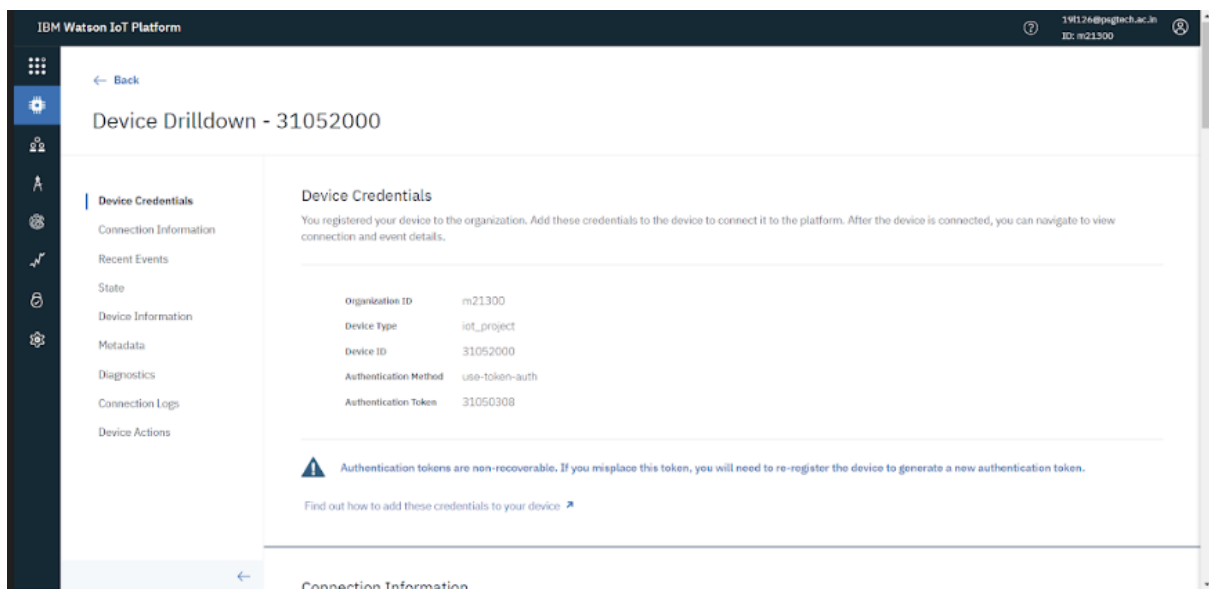 IBM Watson IoT Platform
19l126@psgtech.ac.in
ID: m21300
← Back
Device Drilldown - 31052000
Device Credentials
Connection Information
Recent Events
State
Device Information
Metadata
Diagnostics
Connection Logs
Device Actions
Device Credentials
You registered your device to the organization. Add these credentials to the device to connect it to the platform. After the device is connected, you can navigate to view
connection and event details.
Organization ID m21300
Device Type iot_project
Device ID 31052000
Authentication Method use-token-auth
Authentication Token 31050308
Authentication tokens are non-recoverable. If you misplace this token, you will need to re-register the device to generate a new authentication token.
Find out how to add these credentials to your device
Connection Information